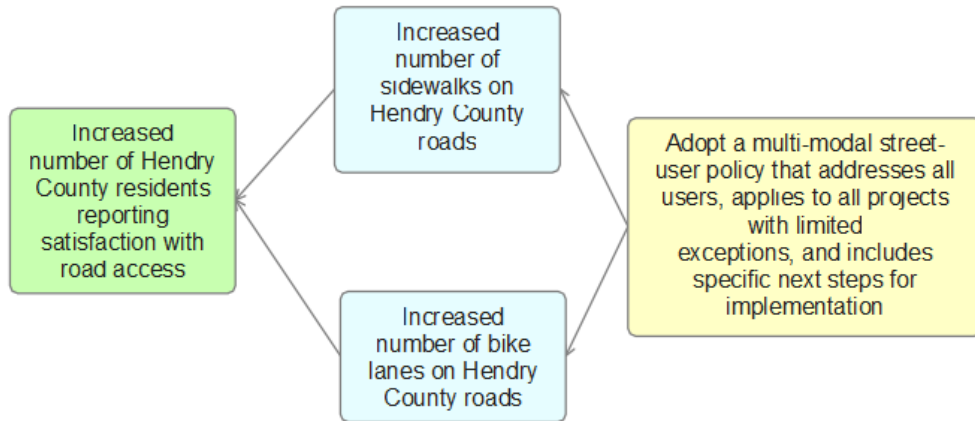 Increased
number of Hendry
County residents
reporting
satisfaction with
road access
Increased
number of
sidewalks on
Hendry County
roads
Increased
number of bike
lanes on Hendry
County roads
Adopt a multi-modal street-
user policy that addresses all
users, applies to all projects
with limited
exceptions, and includes
specific next steps for
implementation